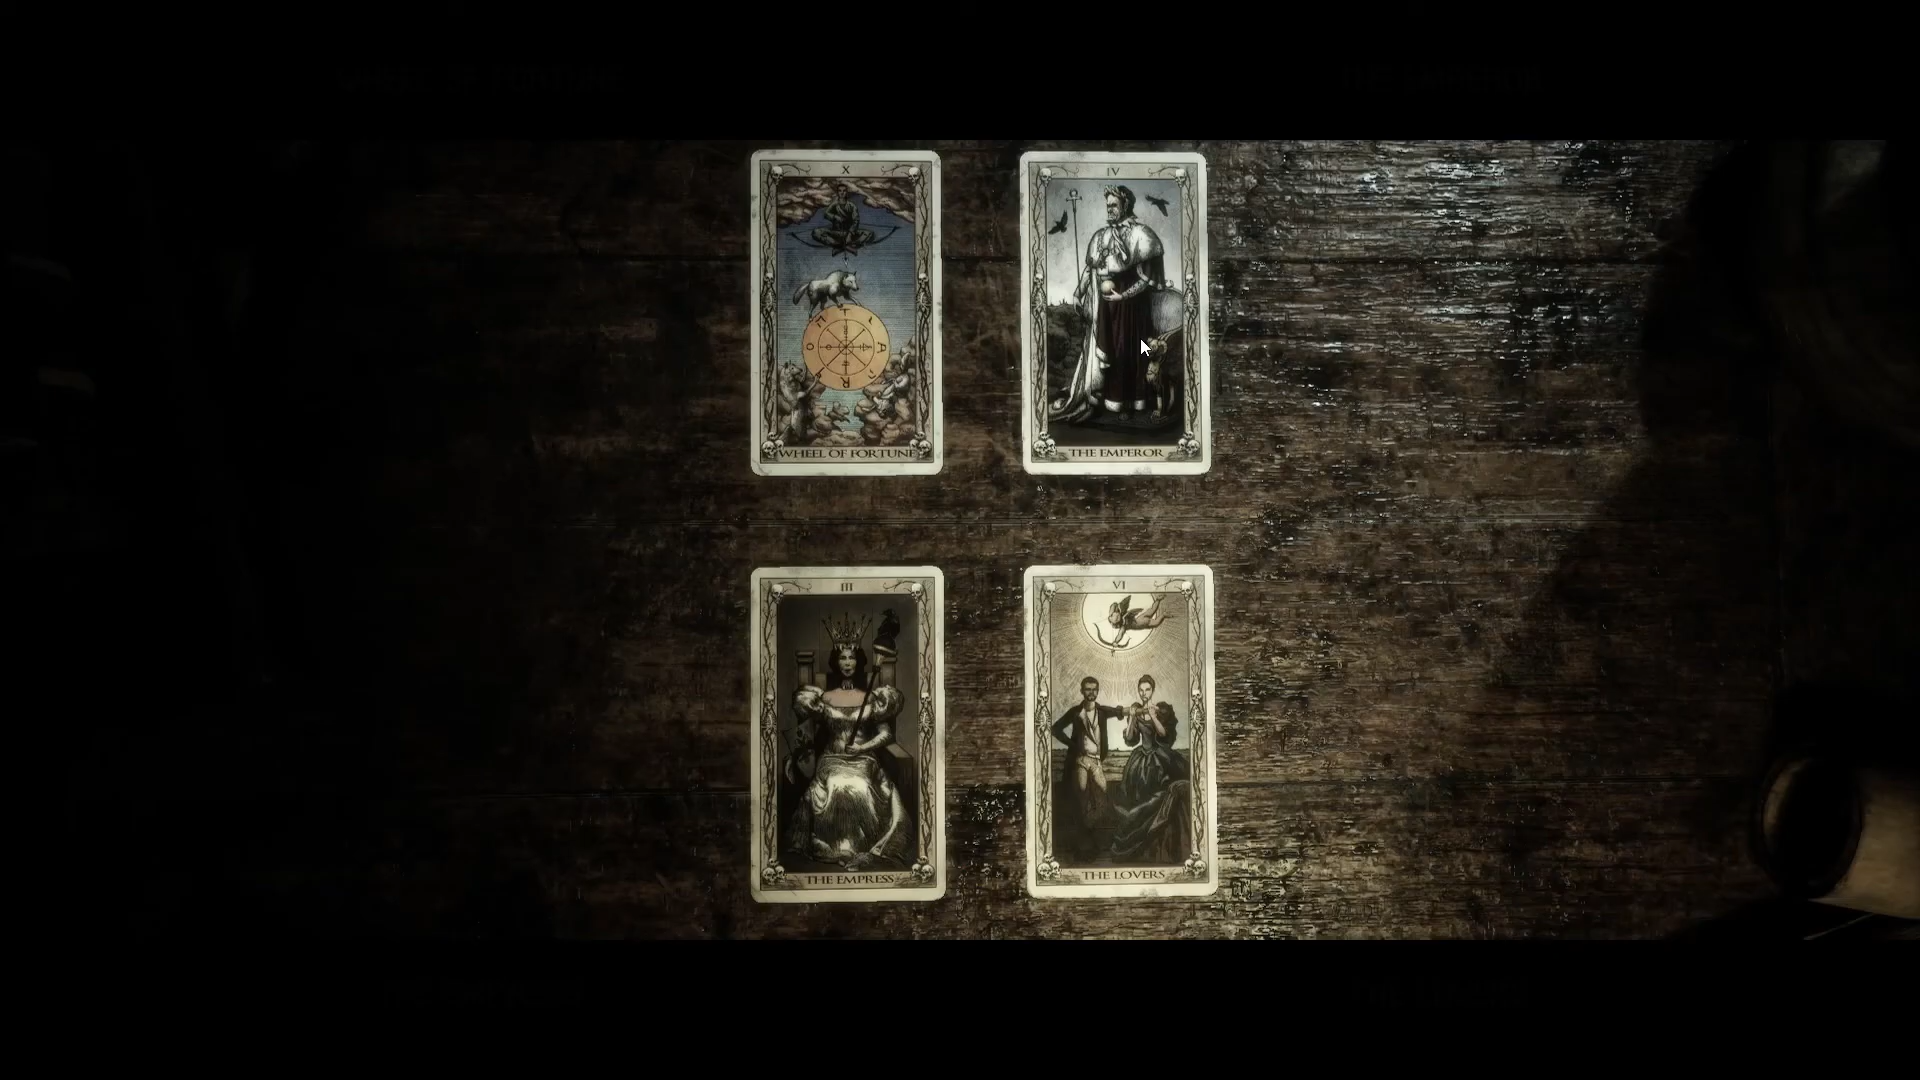 X
WHEEL OF FORTUNE
IV
THE EMPEROR
III
THE EMPRESS
VI
THE LOVERS